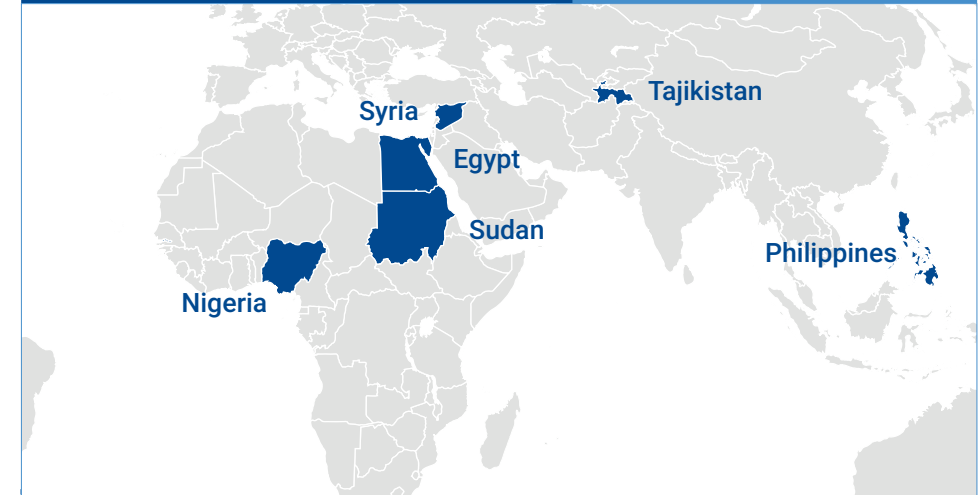 Tajikistan
Syria
Egypt
Sudan
Philippines
Nigeria